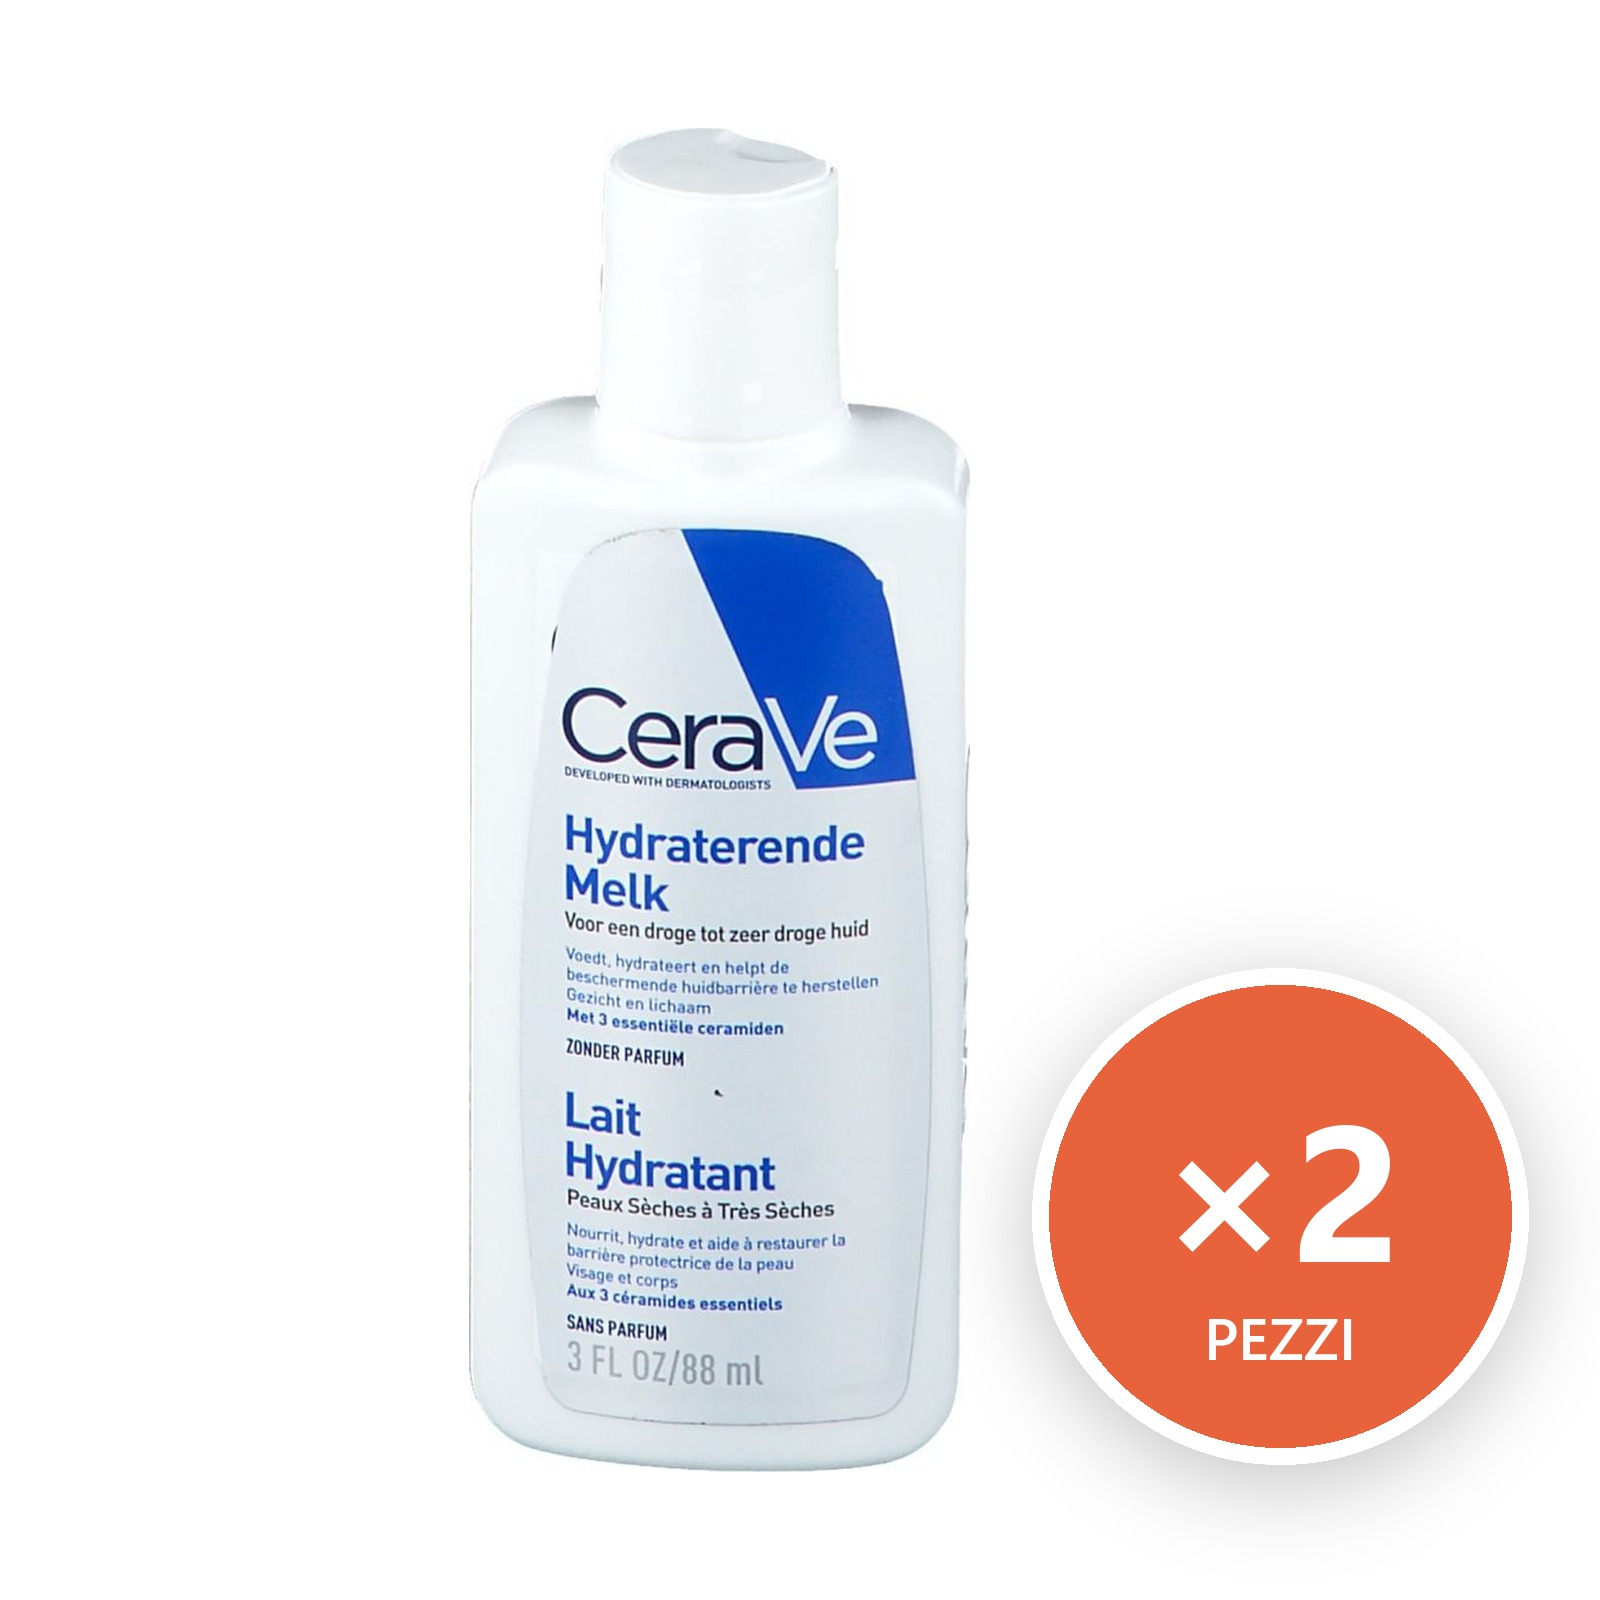 CeraVe
DEVELOPED WITH DERMATOLOGISTS
Hydraterende
Melk
Voor een droge tot zeer droge huid
Voedt, hydrateert en helpt de
beschermende huidbarrière te herstellen
Gezicht en lichaam
Met 3 essentiële ceramiden
ZONDER PARFUM
Lait
Hydratant
Peaux Sèches à Très Sèches
Nourrit, hydrate et aide à restaurer la
barrière protectrice de la peau
Visage et corps
Aux 3 céramides essentiels
SANS PARFUM
3 FL OZ/88 ml
×2
PEZZI